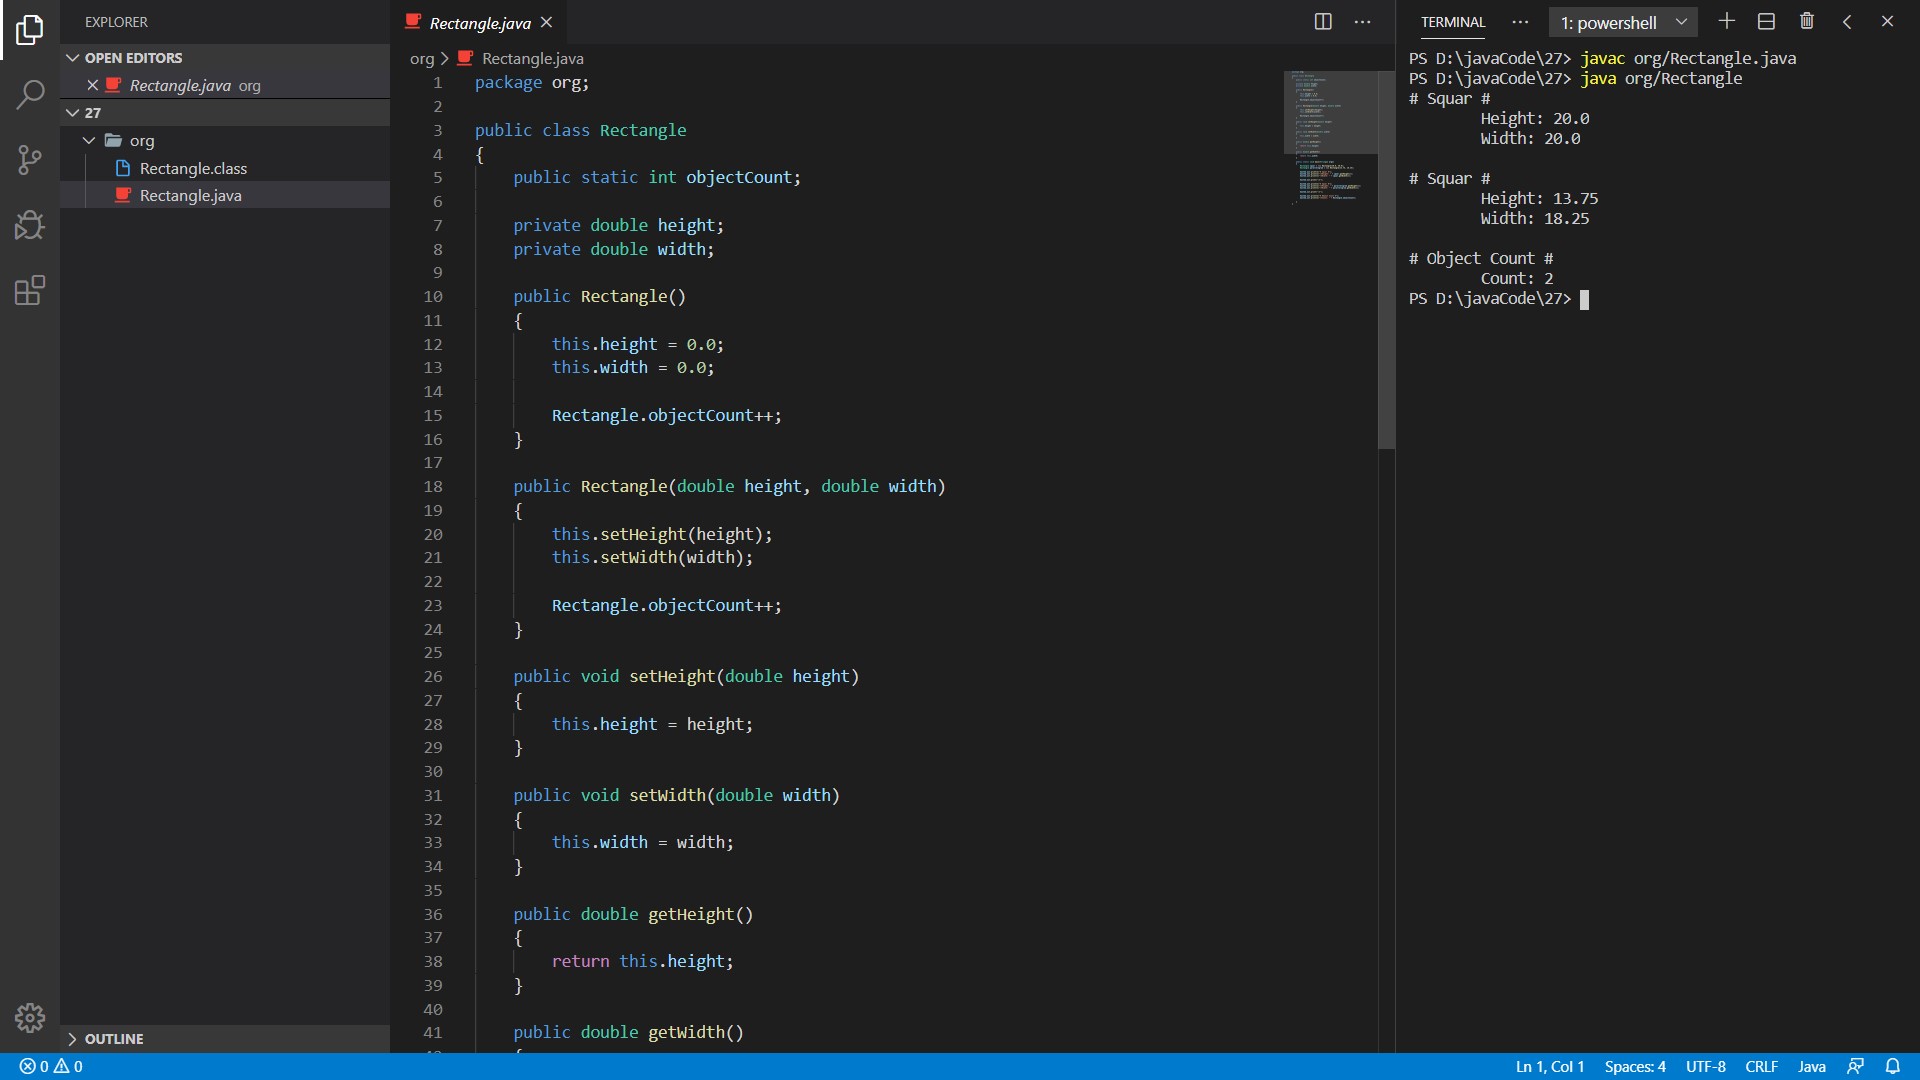 EXPLORER
OPEN EDITORS
Rectangle.java org
27
org
Rectangle.class
Rectangle.java
OUTLINE
Rectangle.java
org > Rectangle.java
1 package org;
2
3 public class Rectangle
4 {
5 public static int objectCount;
6
7 private double height;
8 private double width;
9
10 public Rectangle()
11 {
12 this.height = 0.0;
13 this.width = 0.0;
14
15 Rectangle.objectCount++;
16 }
17
18 public Rectangle(double height, double width)
19 {
20 this.setHeight(height);
21 this.setWidth(width);
22
23 Rectangle.objectCount++;
24 }
25
26 public void setHeight(double height)
27 {
28 this.height = height;
29 }
30
31 public void setWidth(double width)
32 {
33 this.width = width;
34 }
35
36 public double getHeight()
37 {
38 return this.height;
39 }
40
41 public double getWidth()
TERMINAL
1: powershell
PS D:\javaCode\27> javac org/Rectangle.java
PS D:\javaCode\27> java org/Rectangle
# Squar #
Height: 20.0
Width: 20.0
# Squar #
Height: 13.75
Width: 18.25
# Object Count #
Count: 2
PS D:\javaCode\27>
0 0
Ln 1, Col 1 Spaces: 4 UTF-8 CRLF Java